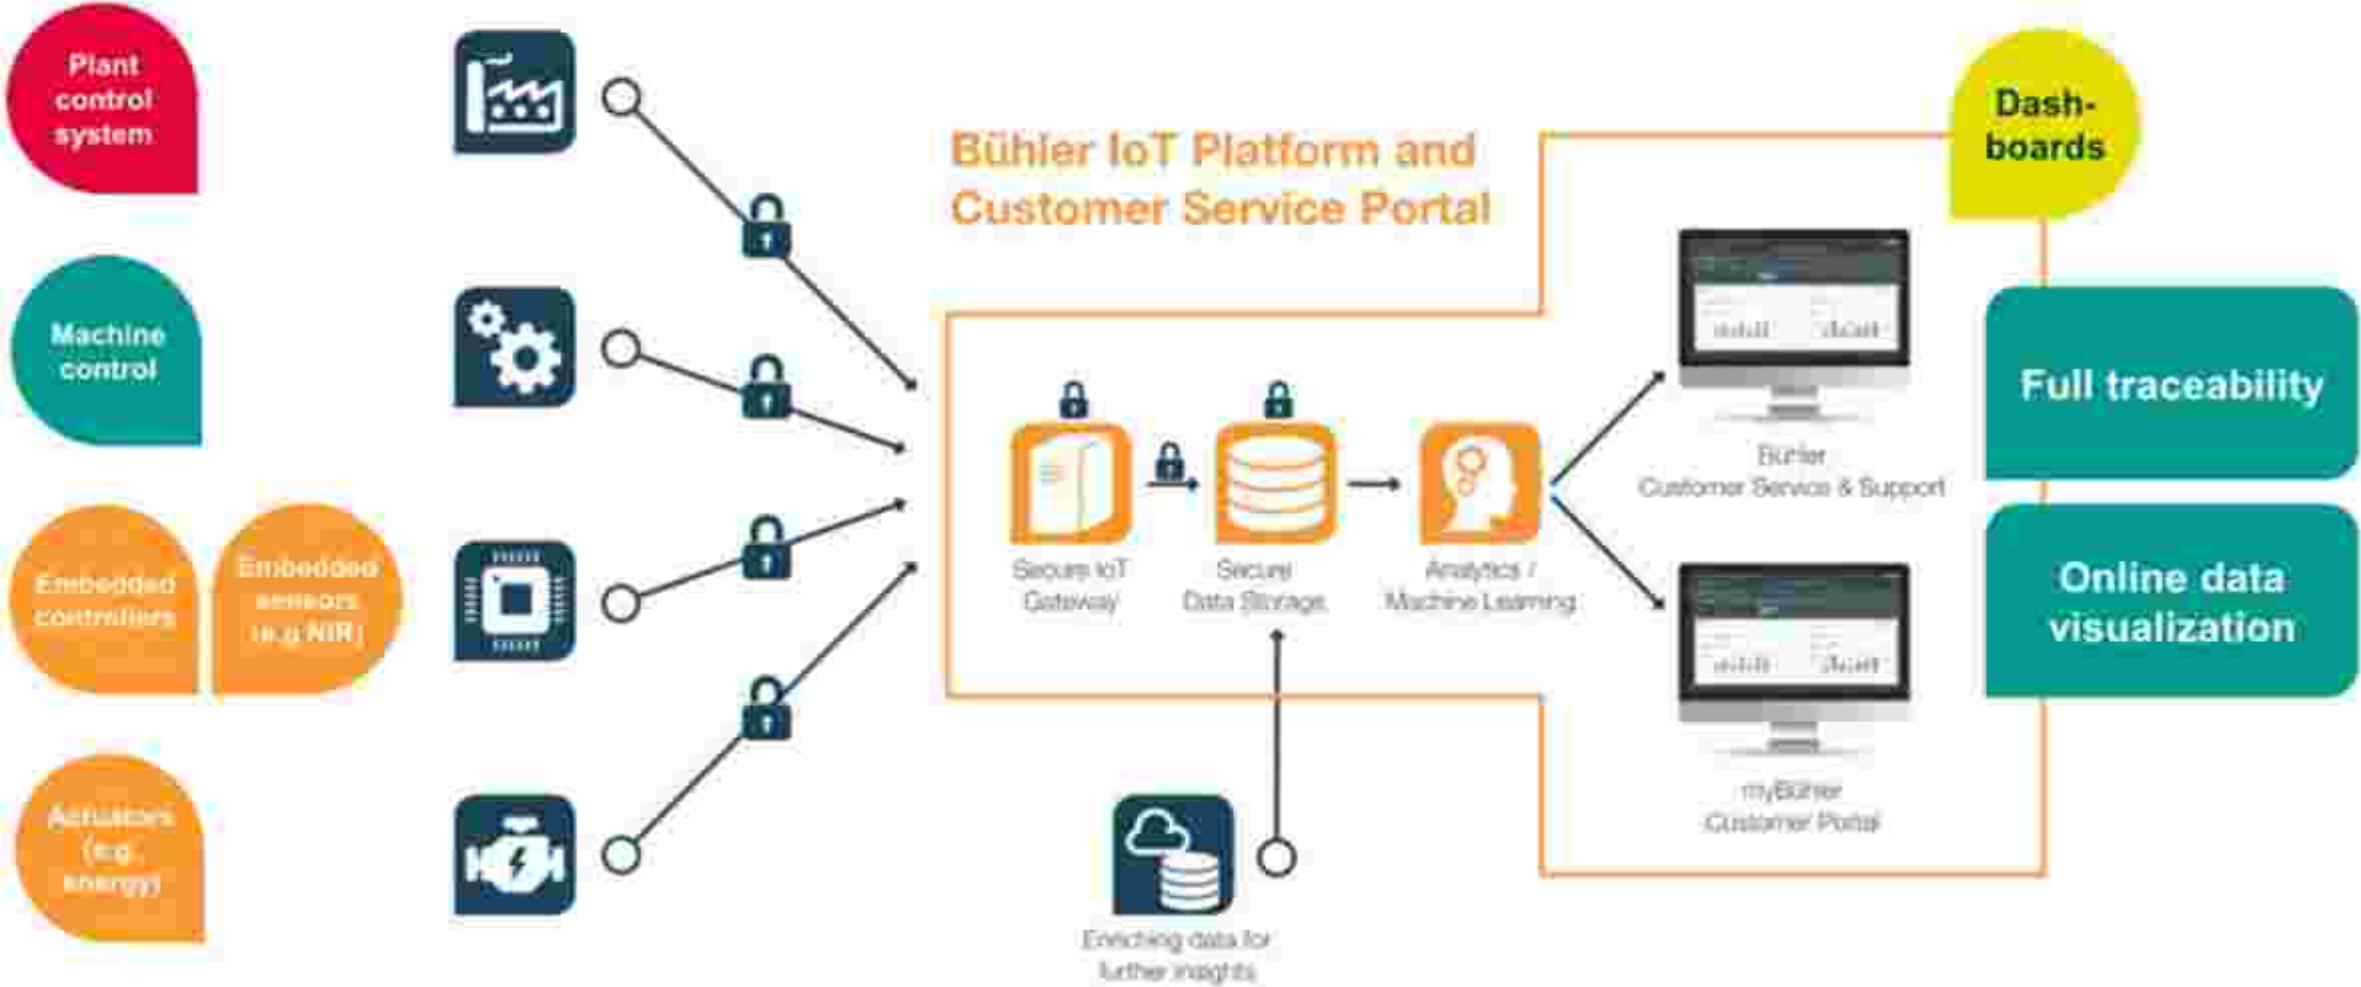 Plant
control
system
Machine
control
Embedded
controllers
Embedded
sensors
(e.g NIR)
Actuators
(e.g.,
energy)
Bühler IoT Platform and
Customer Service Portal
Secure IoT
Gateway
Secure
Data Storage
Analytics /
Machine Learning
Enriching data for
further insights
Bühler
Customer Service & Support
myBühler
Customer Portal
Dash-
boards
Full traceability
Online data
visualization